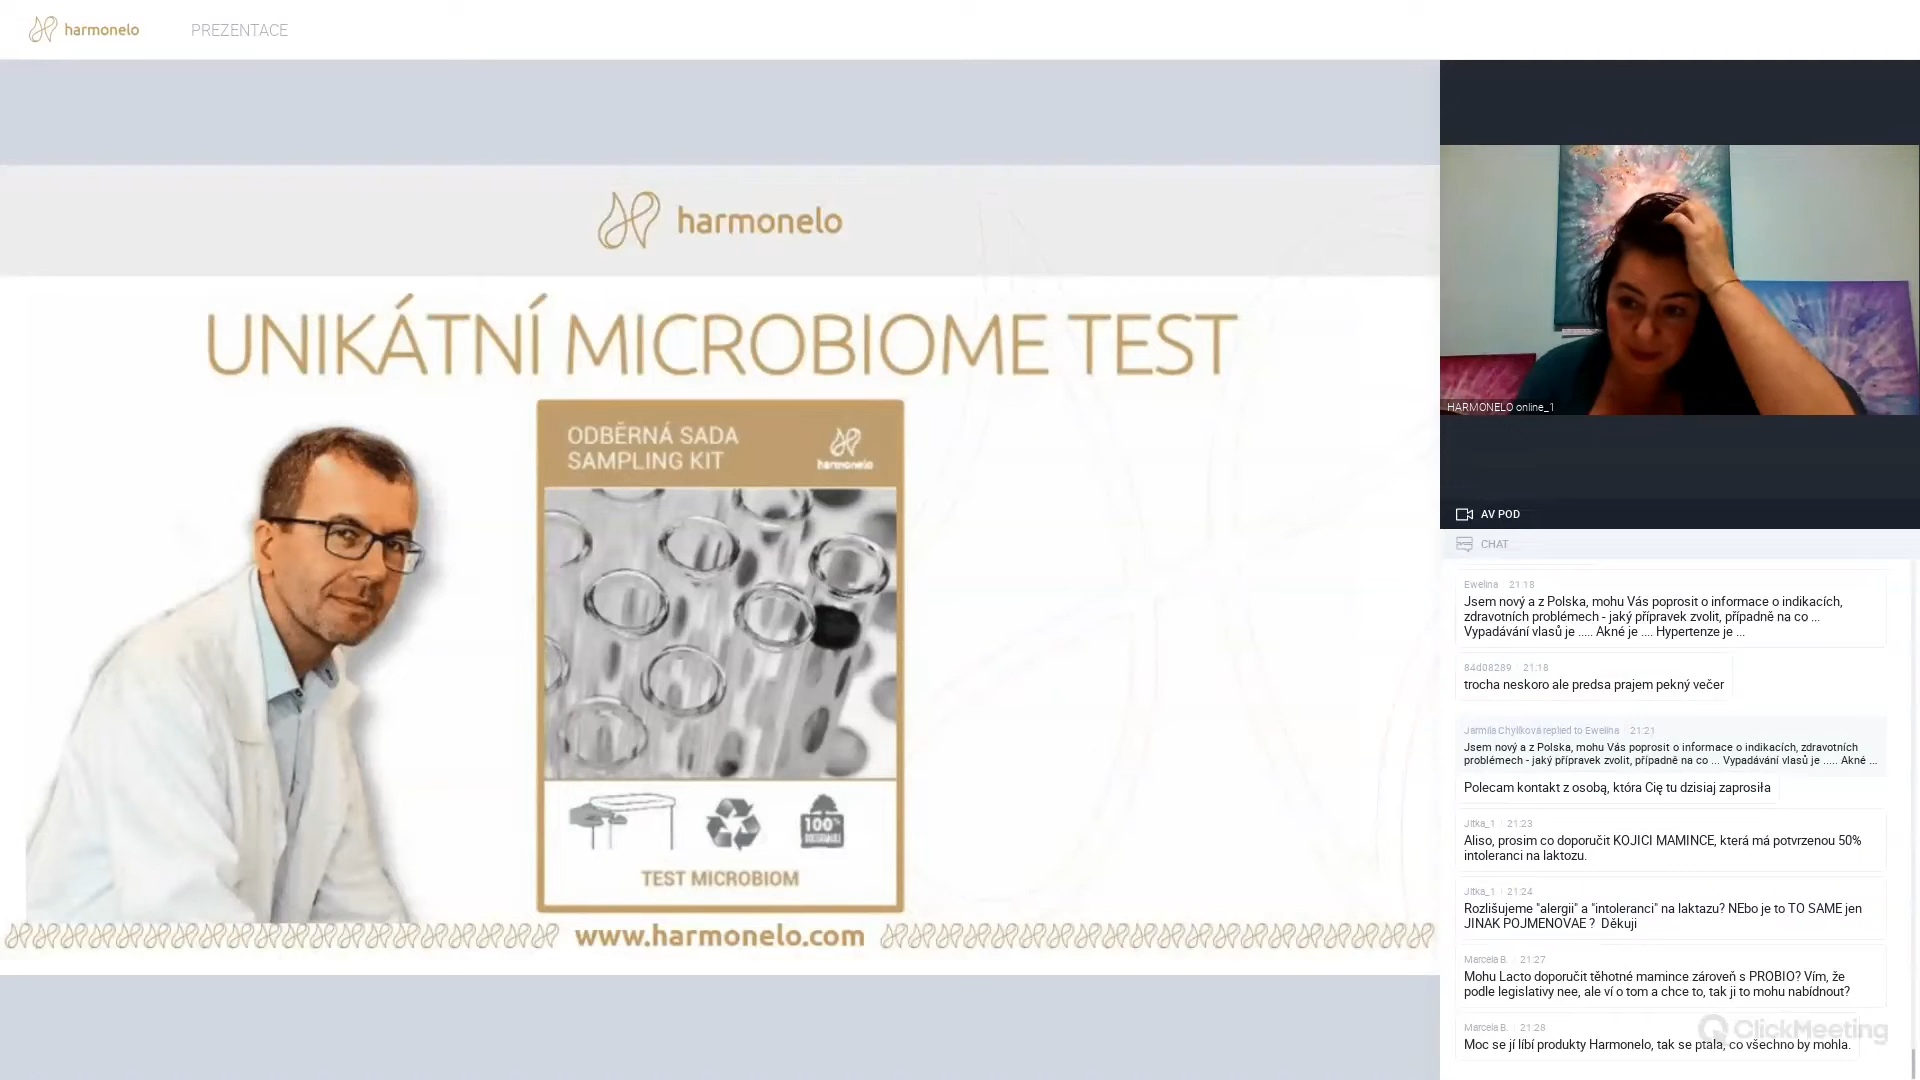 harmonelo
PREZENTACE
harmonelo
UNIKÁTNÍ MICROBIOME TEST
ODBĚRNÁ SADA
SAMPLING KIT
harmonelo
100%
TEST MICROBIOM
www.harmonelo.com
HARMONELO online_1
AV POD
CHAT
Ewelina 21:18
Jsem nový a z Polska, mohu Vás poprosit o informace o indikacích,
zdravotních problémech - jaký přípravek zvolit, případně na co ...
Vypadávání vlasů je ..... Akné je .... Hypertenze je ...
84d08289 21:18
trocha neskoro ale predsa prajem pekný večer
Jarmila Chylíková replied to Ewelina 21:21
Jsem nový a z Polska, mohu Vás poprosit o informace o indikacích, zdravotních
problémech - jaký přípravek zvolit, případně na co ... Vypadávání vlasů je ..... Akné ...
Polecam kontakt z osobą, która Cię tu dzisiaj zaprosiła
Jitka_1 21:23
Aliso, prosim co doporučit KOJICI MAMINCE, která má potvrzenou 50%
intoleranci na laktozu.
Jitka_1 21:24
Rozlišujeme "alergii" a "intoleranci" na laktazu? NEbo je to TO SAME jen
JINAK POJMENOVAE ? Děkuji
Marcela B. 21:27
Mohu Lacto doporučit těhotné mamince zároveň s PROBIO? Vím, že
podle legislativy nee, ale ví o tom a chce to, tak ji to mohu nabídnout?
Marcela B. 21:28
Moc se jí líbí produkty Harmonelo, tak se ptala, co všechno by mohla.
ClickMeeting